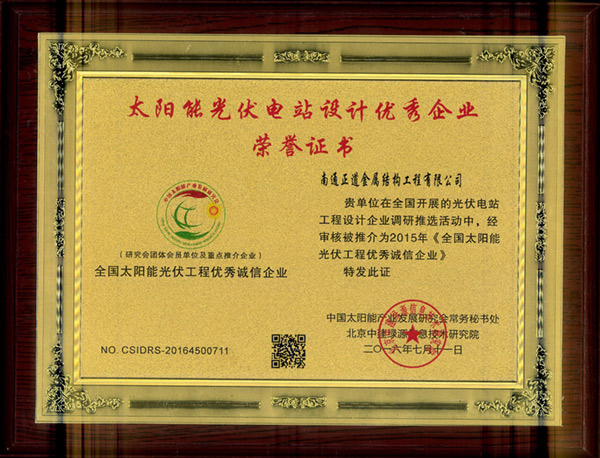 太阳能光伏电站设计优秀企业
荣誉证书
南通正道金属结构工程有限公司
贵单位在全国开展的光伏电站
工程设计企业调研推选活动中，经
审核被推介为2015年《全国太阳能
光伏工程优秀诚信企业》
特发此证
（研究会团体会员单位及重点推介企业）
全国太阳能光伏工程优秀诚信企业
中国太阳能产业发展研究会常务秘书处
北京中建绿源信息技术研究院
二〇一六年七月十一日
NO. CSIDRS-20164500711